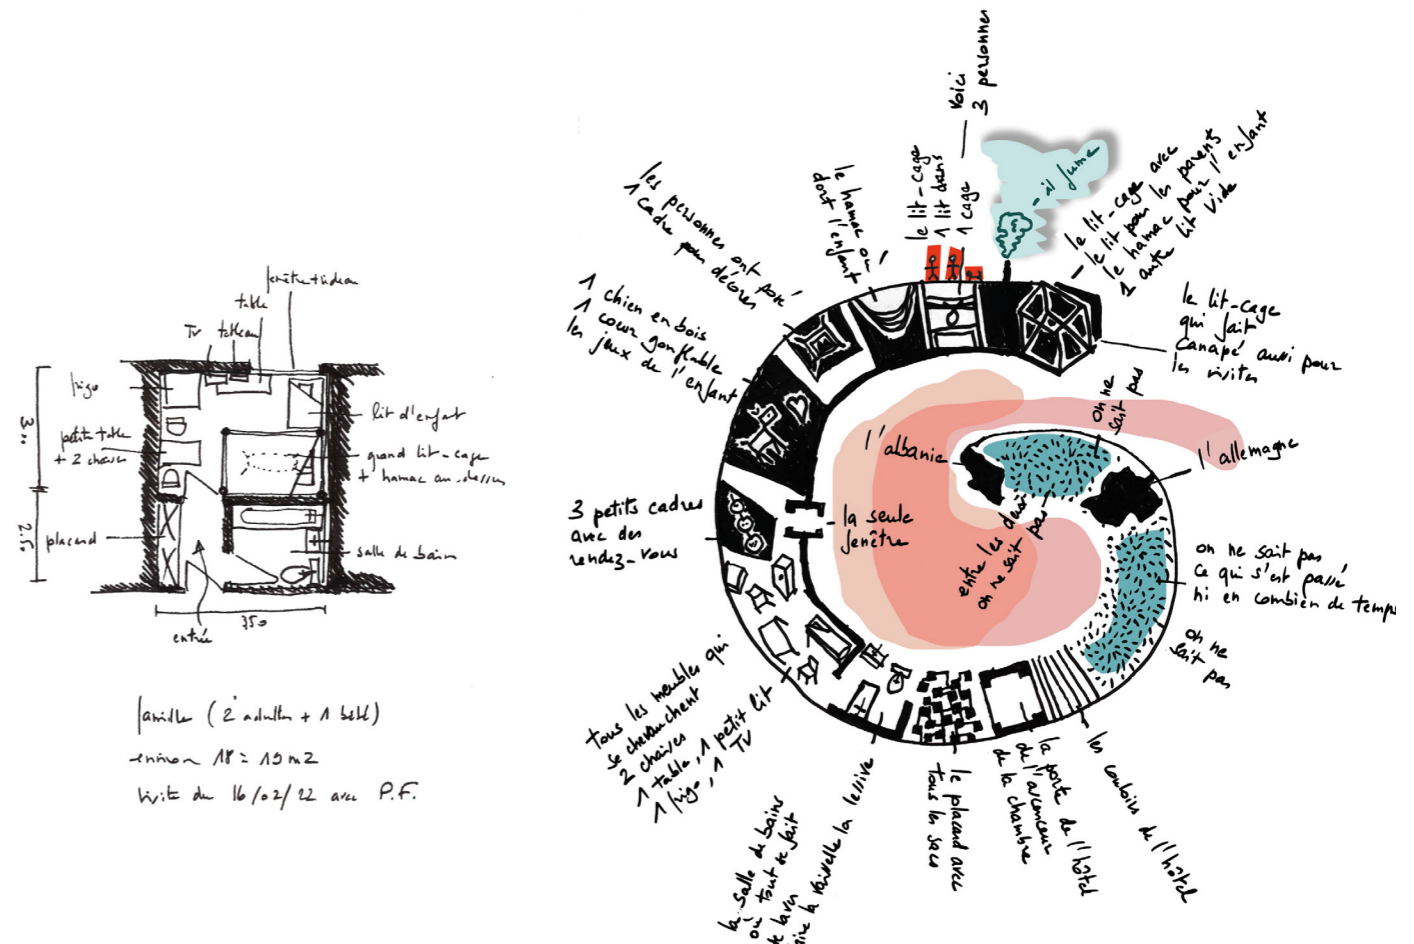 fenêtre + rideau
table
TV tableau
frigo
petite table
+ 2 chaises
placard
lit d'enfant
grand lit-cage
+ hamac au-dessus
salle de bain
entrée
300
250
350
famille (2 adultes + 1 bébé)
environ 18 = 19 m2
visite du 16/02/22 avec P.F.
voici
3 personnes
le lit-cage
1 lit dans
1 cage
il fume
le lit-cage avec
le lit pour les parents
le hamac pour l'enfant
1 autre lit vide
le lit-cage
qui fait
canapé aussi pour
les visites
le hamac où
dort l'enfant
les personnes ont posé
1 cadre pour décorer
1 chien en bois
1 coeur gonflable
les jeux de l'enfant
3 petits cadres
avec des
rendez-vous
la seule
fenêtre
l'albanie
on ne
sait pas
l'allemagne
entre les deux
on ne sait pas
on ne sait pas
ce qui s'est passé
ni en combien de temps
on ne
sait pas
tous les meubles qui
se chevauchent
2 chaises
1 table, 1 petit lit
1 frigo, 1 TV
la salle de bains
où tout se fait
se laver
la vaisselle la lessive
le placard avec
tous les sacs
la porte de l'hôtel
de l'ascenseur
de la chambre
les couloirs de l'hôtel